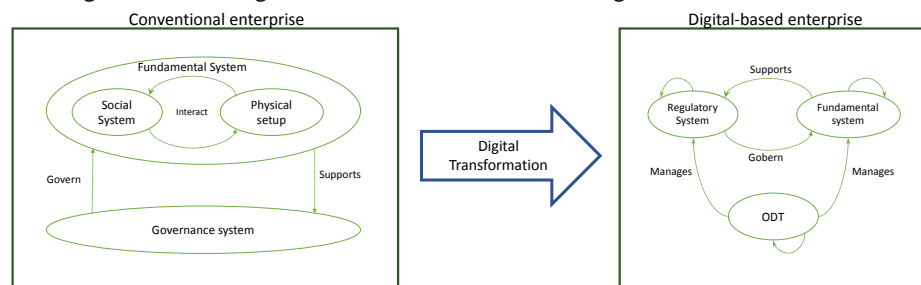 Conventional enterprise
Digital-based enterprise
Fundamental System
Social
System
Interact
Physical
setup
Govern
Supports
Governance system
Digital
Transformation
Supports
Regulatory
System
Fundamental
system
Gobern
Manages
Manages
ODT